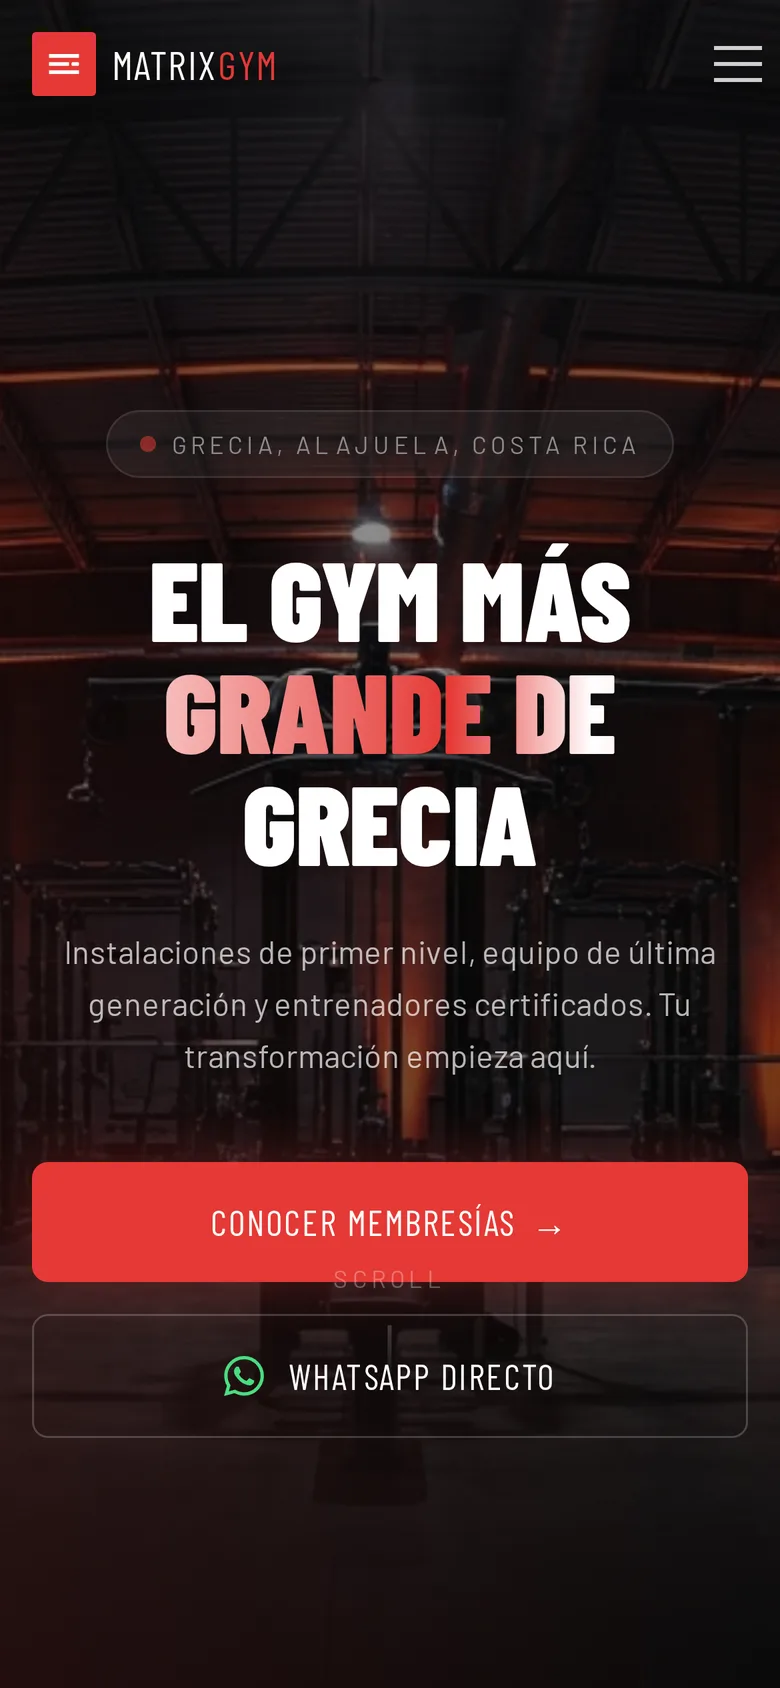 MATRIXGYM
GRECIA, ALAJUELA, COSTA RICA
EL GYM MÁS
GRANDE DE
GRECIA
Instalaciones de primer nivel, equipo de última
generación y entrenadores certificados. Tu
transformación empieza aquí.
CONOCER MEMBRESÍAS →
SCROLL
WHATSAPP DIRECTO